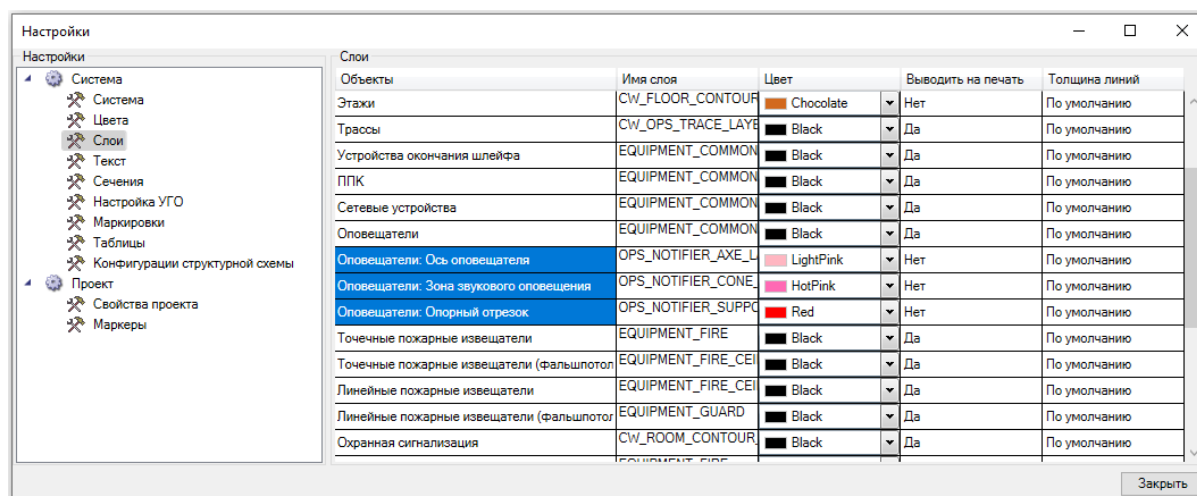 Настройки
Настройки
Система
Система
Цвета
Слои
Текст
Сечения
Настройка УГО
Маркировки
Таблицы
Конфигурации структурной схемы
Проект
Свойства проекта
Маркеры
Слои
Объекты Имя слоя Цвет Выводить на печать Толщина линий
Этажи CW_FLOOR_CONTOUR Chocolate Нет По умолчанию
Трассы CW_OPS_TRACE_LAYE Black Да По умолчанию
Устройства окончания шлейфа EQUIPMENT_COMMON Black Да По умолчанию
ППК EQUIPMENT_COMMON Black Да По умолчанию
Сетевые устройства EQUIPMENT_COMMON Black Да По умолчанию
Оповещатели EQUIPMENT_COMMON Black Да По умолчанию
Оповещатели: Ось оповещателя OPS_NOTIFIER_AXE_L LightPink Нет По умолчанию
Оповещатели: Зона звукового оповещения OPS_NOTIFIER_CONE_ HotPink Нет По умолчанию
Оповещатели: Опорный отрезок OPS_NOTIFIER_SUPPO Red Нет По умолчанию
Точечные пожарные извещатели EQUIPMENT_FIRE Black Да По умолчанию
Точечные пожарные извещатели (фальшпотол EQUIPMENT_FIRE_CEI Black Да По умолчанию
Линейные пожарные извещатели EQUIPMENT_FIRE_CEI Black Да По умолчанию
Линейные пожарные извещатели (фальшпотол EQUIPMENT_GUARD Black Да По умолчанию
Охранная сигнализация CW_ROOM_CONTOUR_ Black Да По умолчанию
Закрыть